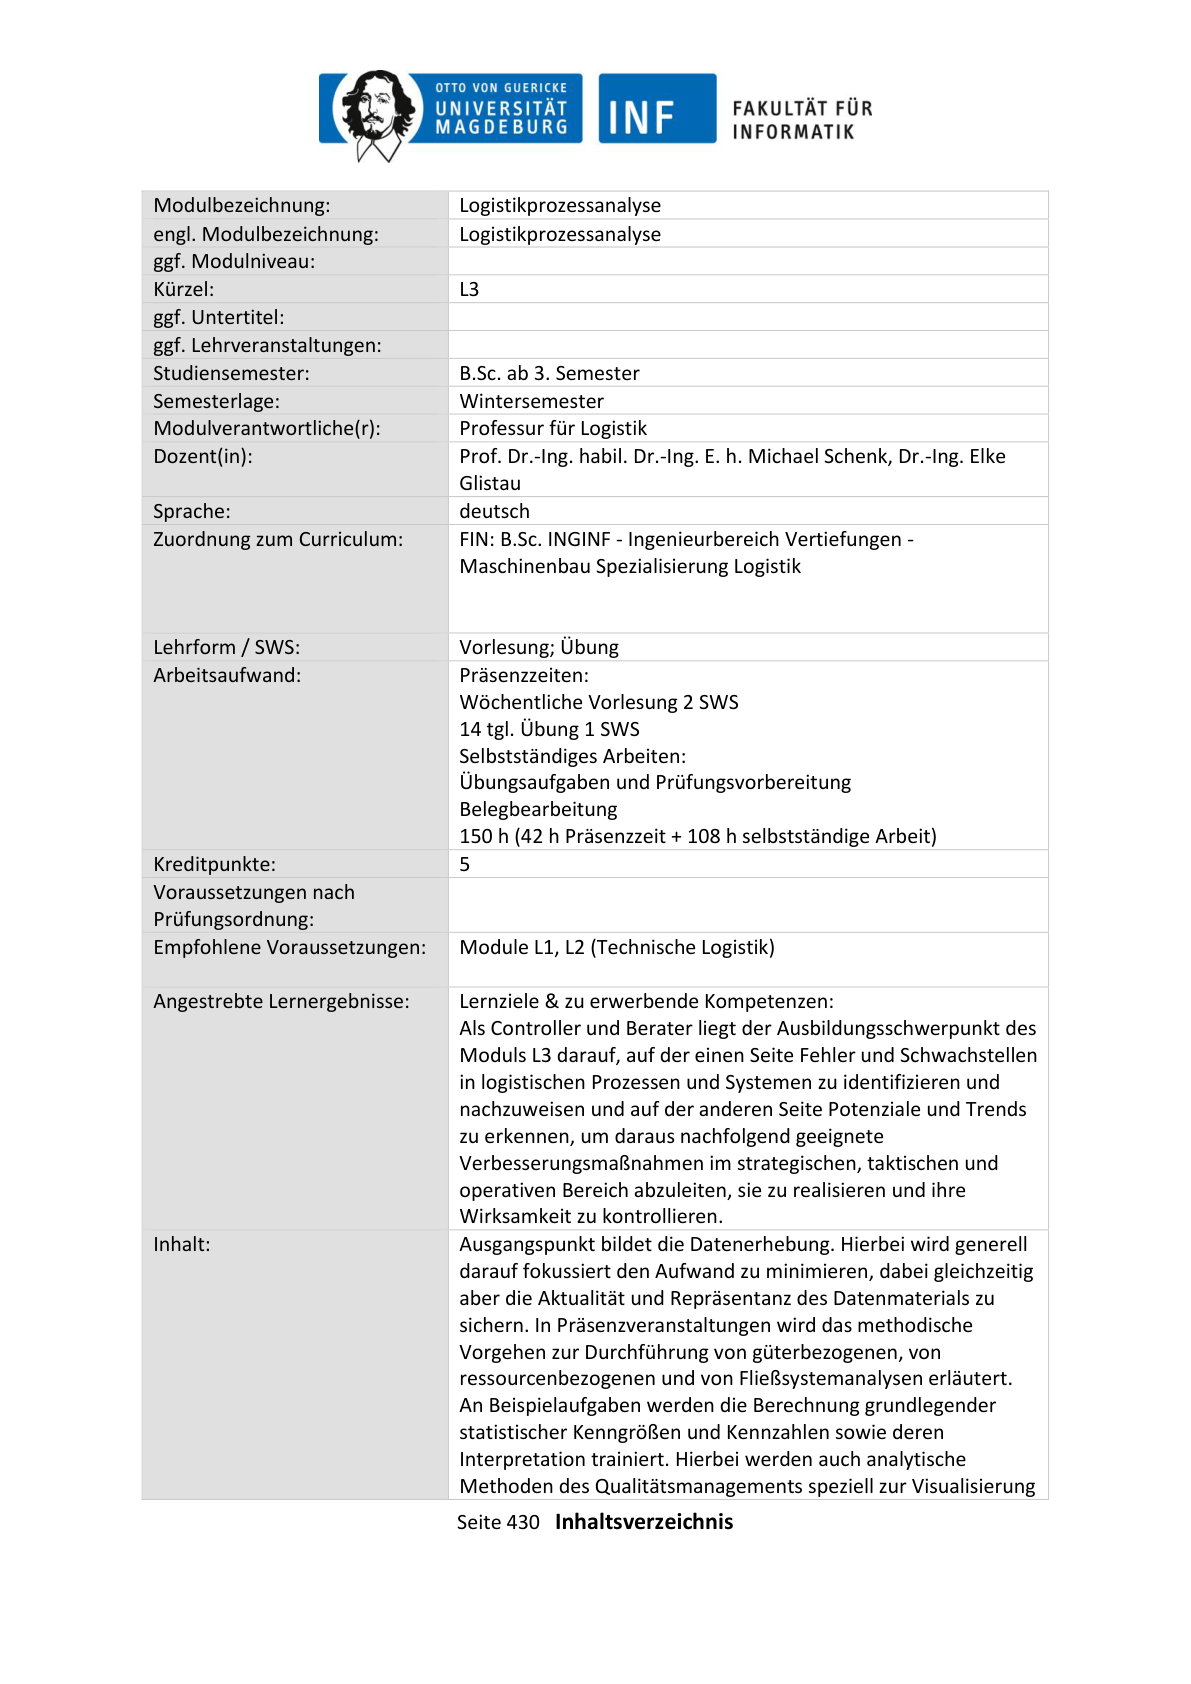 OTTO VON GUERICKE
UNIVERSITÄT
MAGDEBURG
INF
FAKULTÄT FÜR
INFORMATIK
Modulbezeichnung: Logistikprozessanalyse
engl. Modulbezeichnung: Logistikprozessanalyse
ggf. Modulniveau:
Kürzel: L3
ggf. Untertitel:
ggf. Lehrveranstaltungen:
Studiensemester: B.Sc. ab 3. Semester
Semesterlage: Wintersemester
Modulverantwortliche(r): Professur für Logistik
Dozent(in): Prof. Dr.-Ing. habil. Dr.-Ing. E. h. Michael Schenk, Dr.-Ing. Elke
Glistau
Sprache: deutsch
Zuordnung zum Curriculum: FIN: B.Sc. INGINF - Ingenieurbereich Vertiefungen -
Maschinenbau Spezialisierung Logistik
Lehrform / SWS: Vorlesung; Übung
Arbeitsaufwand: Präsenzzeiten:
Wöchentliche Vorlesung 2 SWS
14 tgl. Übung 1 SWS
Selbstständiges Arbeiten:
Übungsaufgaben und Prüfungsvorbereitung
Belegbearbeitung
150 h (42 h Präsenzzeit + 108 h selbstständige Arbeit)
Kreditpunkte: 5
Voraussetzungen nach
Prüfungsordnung:
Empfohlene Voraussetzungen: Module L1, L2 (Technische Logistik)
Angestrebte Lernergebnisse: Lernziele & zu erwerbende Kompetenzen:
Als Controller und Berater liegt der Ausbildungsschwerpunkt des
Moduls L3 darauf, auf der einen Seite Fehler und Schwachstellen
in logistischen Prozessen und Systemen zu identifizieren und
nachzuweisen und auf der anderen Seite Potenziale und Trends
zu erkennen, um daraus nachfolgend geeignete
Verbesserungsmaßnahmen im strategischen, taktischen und
operativen Bereich abzuleiten, sie zu realisieren und ihre
Wirksamkeit zu kontrollieren.
Inhalt: Ausgangspunkt bildet die Datenerhebung. Hierbei wird generell
darauf fokussiert den Aufwand zu minimieren, dabei gleichzeitig
aber die Aktualität und Repräsentanz des Datenmaterials zu
sichern. In Präsenzveranstaltungen wird das methodische
Vorgehen zur Durchführung von güterbezogenen, von
ressourcenbezogenen und von Fließsystemanalysen erläutert.
An Beispielaufgaben werden die Berechnung grundlegender
statistischer Kenngrößen und Kennzahlen sowie deren
Interpretation trainiert. Hierbei werden auch analytische
Methoden des Qualitätsmanagements speziell zur Visualisierung
Seite 430 Inhaltsverzeichnis